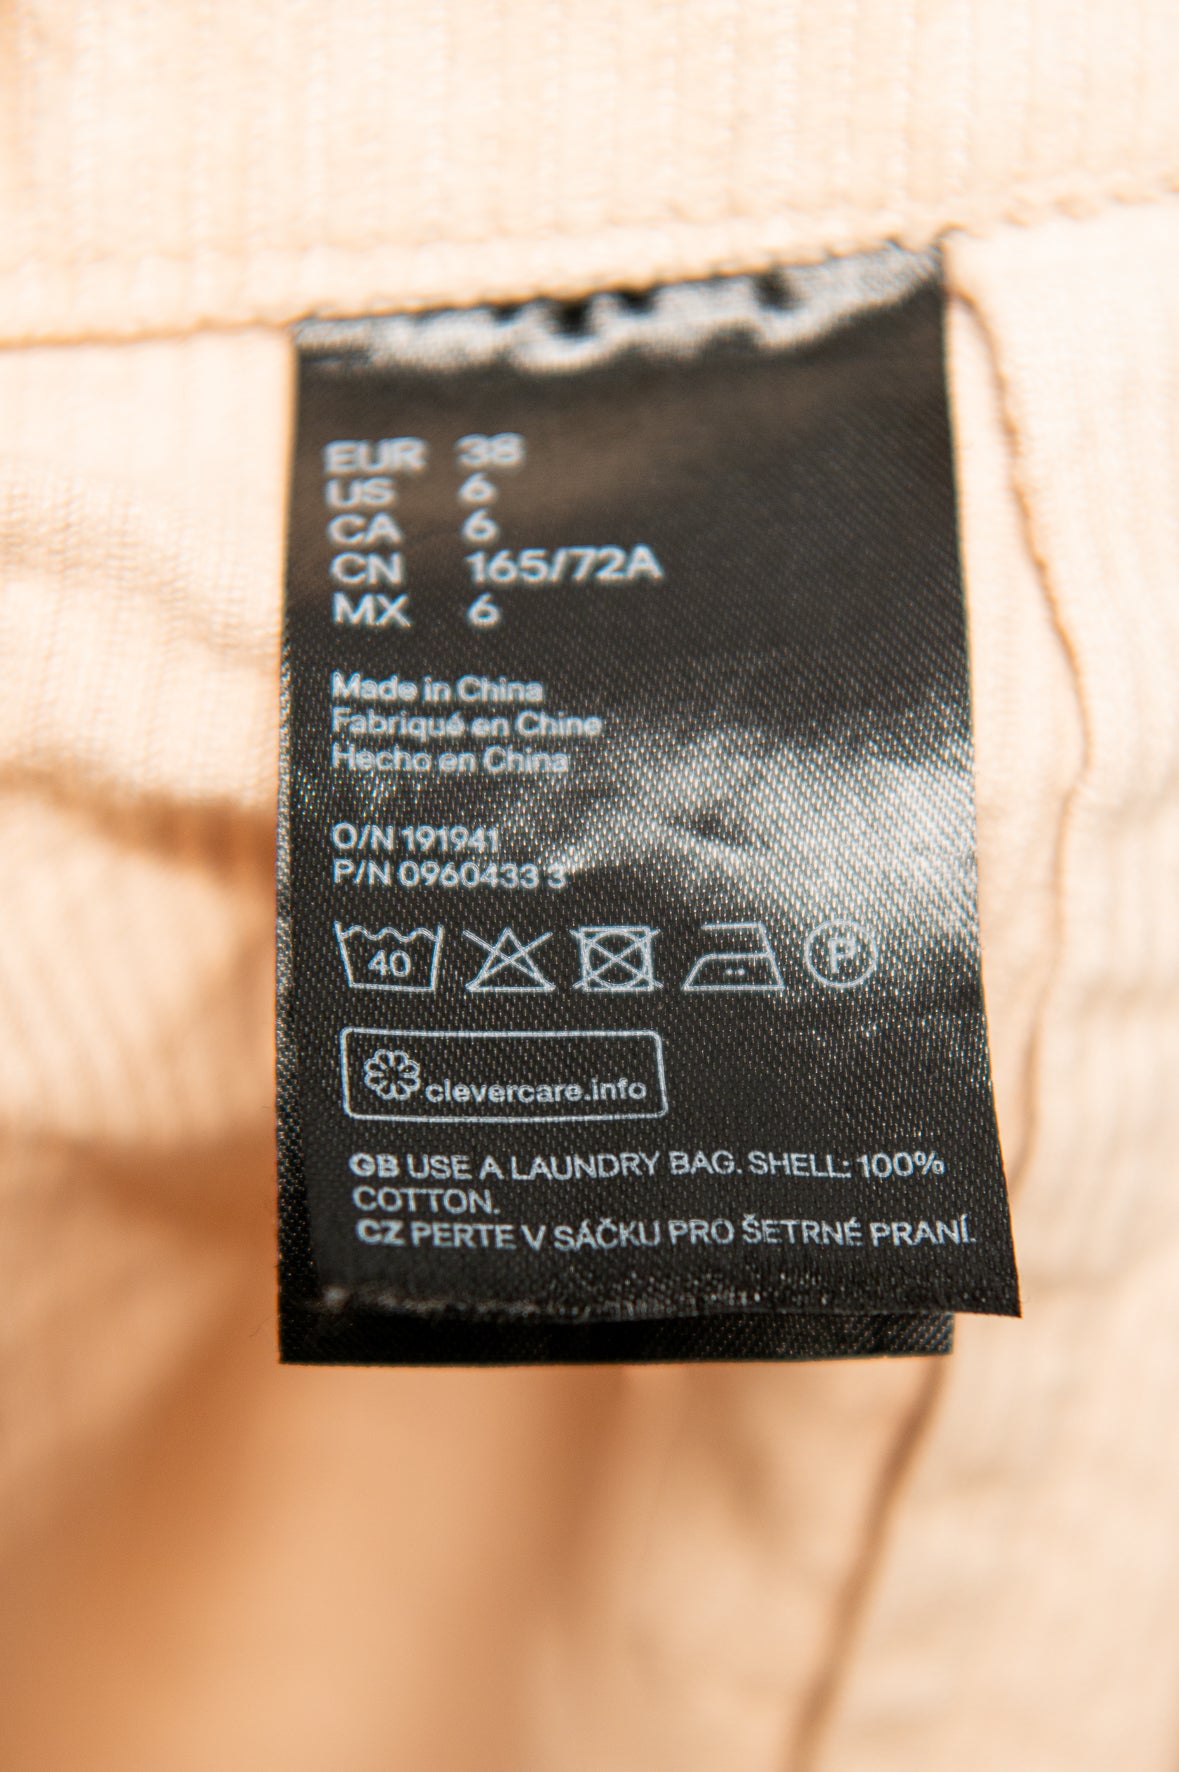 EUR 38
US 6
CA 6
CN 165/72A
MX 6
Made in China
Fabriqué en Chine
Hecho en China
O/N 191941
P/N 0960433 3
40
P
clevercare.info
GB USE A LAUNDRY BAG. SHELL: 100%
COTTON.
CZ PERTE V SÁČKU PRO ŠETRNÉ PRANÍ.